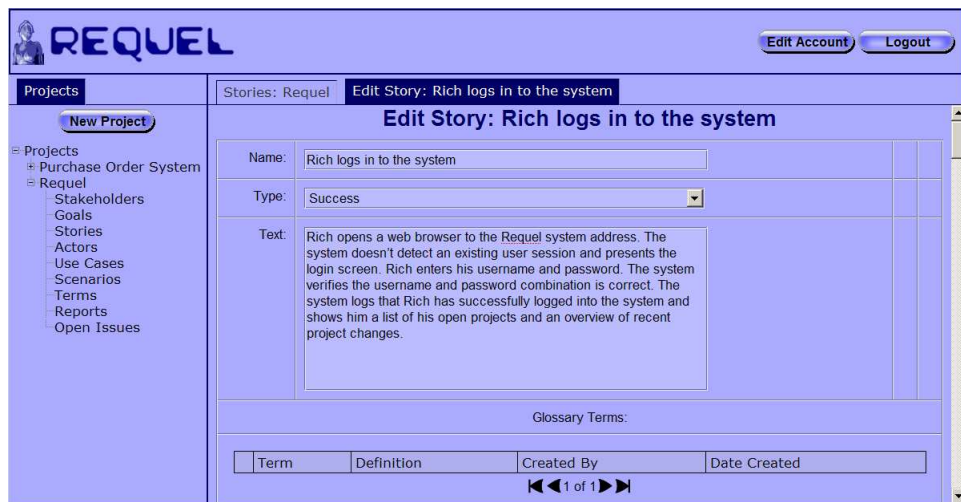 REQUEL
Edit Account Logout
Projects
Stories: Requel Edit Story: Rich logs in to the system
New Project
Edit Story: Rich logs in to the system
Projects
Purchase Order System
Requel
Stakeholders
Goals
Stories
Actors
Use Cases
Scenarios
Terms
Reports
Open Issues
Name: Rich logs in to the system
Type: Success
Text: Rich opens a web browser to the Requel system address. The
system doesn't detect an existing user session and presents the
login screen. Rich enters his username and password. The system
verifies the username and password combination is correct. The
system logs that Rich has successfully logged into the system and
shows him a list of his open projects and an overview of recent
project changes.
Glossary Terms:
Term Definition Created By Date Created
1 of 1